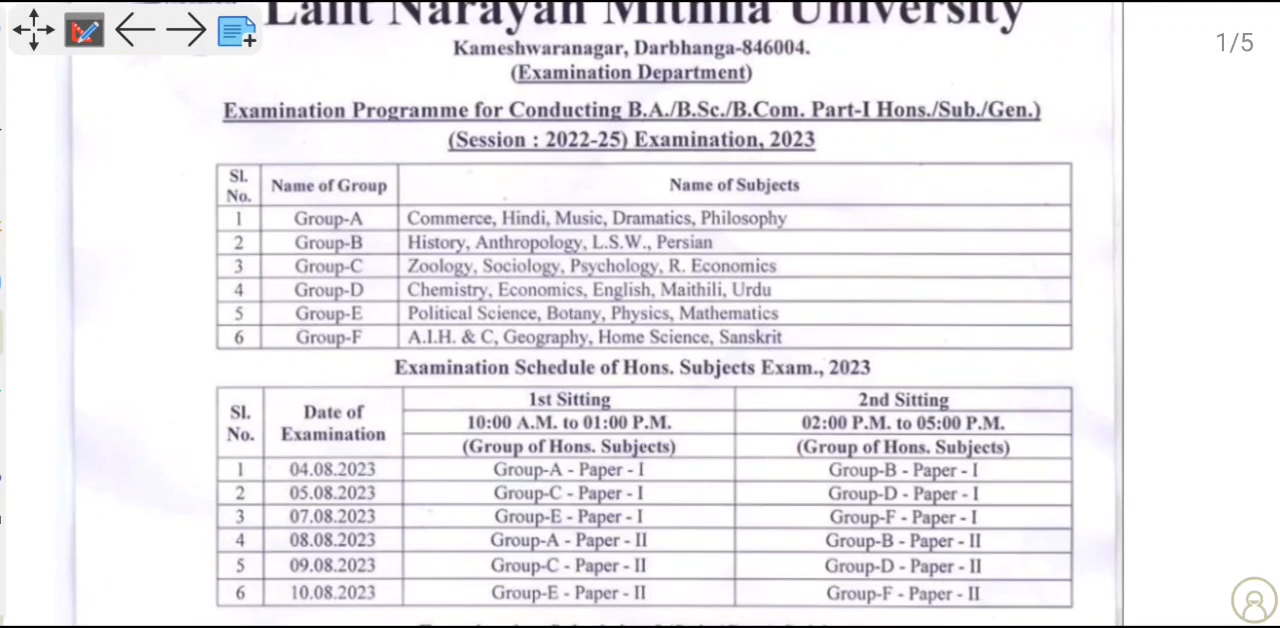 Lalit Narayan Mithila University
1/5
Kameshwaranagar, Darbhanga-846004.
(Examination Department)
Examination Programme for Conducting B.A./B.Sc./B.Com. Part-I Hons./Sub./Gen.)
(Session : 2022-25) Examination, 2023
Sl. No. Name of Group Name of Subjects
1 Group-A Commerce, Hindi, Music, Dramatics, Philosophy
2 Group-B History, Anthropology, L.S.W., Persian
3 Group-C Zoology, Sociology, Psychology, R. Economics
4 Group-D Chemistry, Economics, English, Maithili, Urdu
5 Group-E Political Science, Botany, Physics, Mathematics
6 Group-F A.I.H. & C, Geography, Home Science, Sanskrit
Examination Schedule of Hons. Subjects Exam., 2023
Sl. No. Date of Examination 1st Sitting 2nd Sitting
10:00 A.M. to 01:00 P.M. 02:00 P.M. to 05:00 P.M.
(Group of Hons. Subjects) (Group of Hons. Subjects)
1 04.08.2023 Group-A - Paper - I Group-B - Paper - I
2 05.08.2023 Group-C - Paper - I Group-D - Paper - I
3 07.08.2023 Group-E - Paper - I Group-F - Paper - I
4 08.08.2023 Group-A - Paper - II Group-B - Paper - II
5 09.08.2023 Group-C - Paper - II Group-D - Paper - II
6 10.08.2023 Group-E - Paper - II Group-F - Paper - II